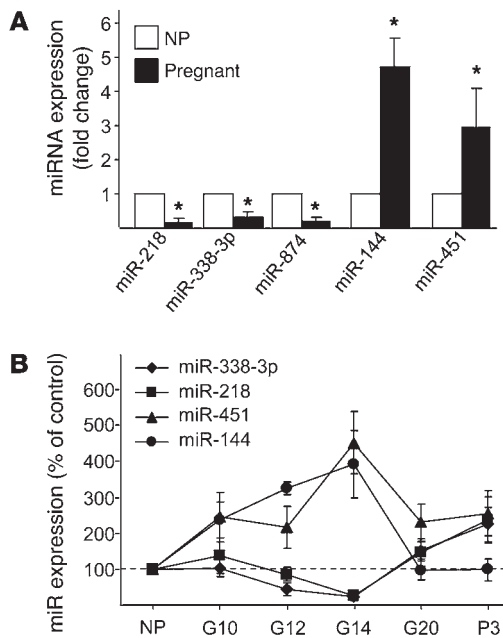 A
miRNA expression
(fold change)
6
5
4
3
2
1
NP
Pregnant
*
*
*
*
*
miR-218
miR-338-3p
miR-874
miR-144
miR-451
B
miR expression (% of control)
600
500
400
300
200
100
miR-338-3p
miR-218
miR-451
miR-144
NP
G10
G12
G14
G20
P3